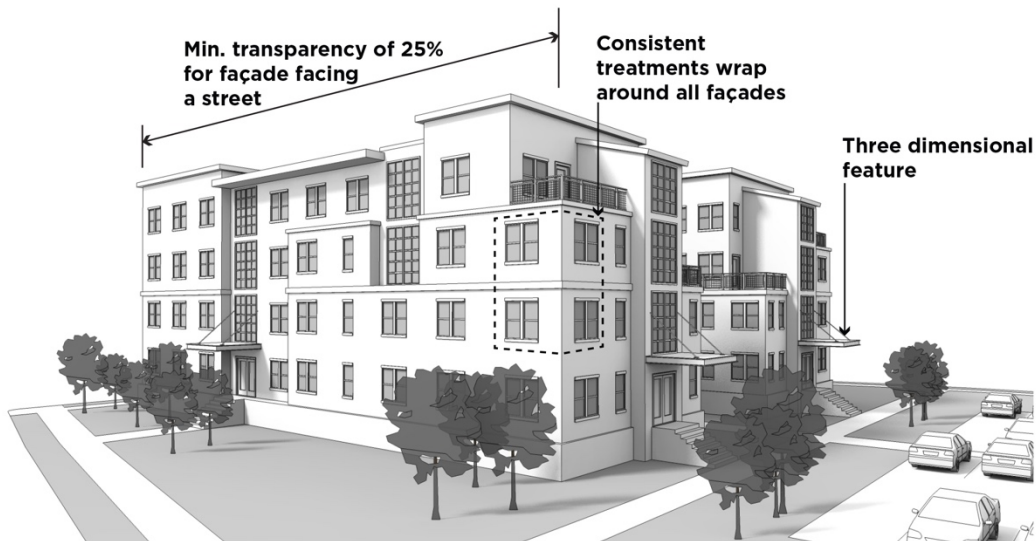 Min. transparency of 25%
for façade facing
a street
Consistent
treatments wrap
around all façades
Three dimensional
feature